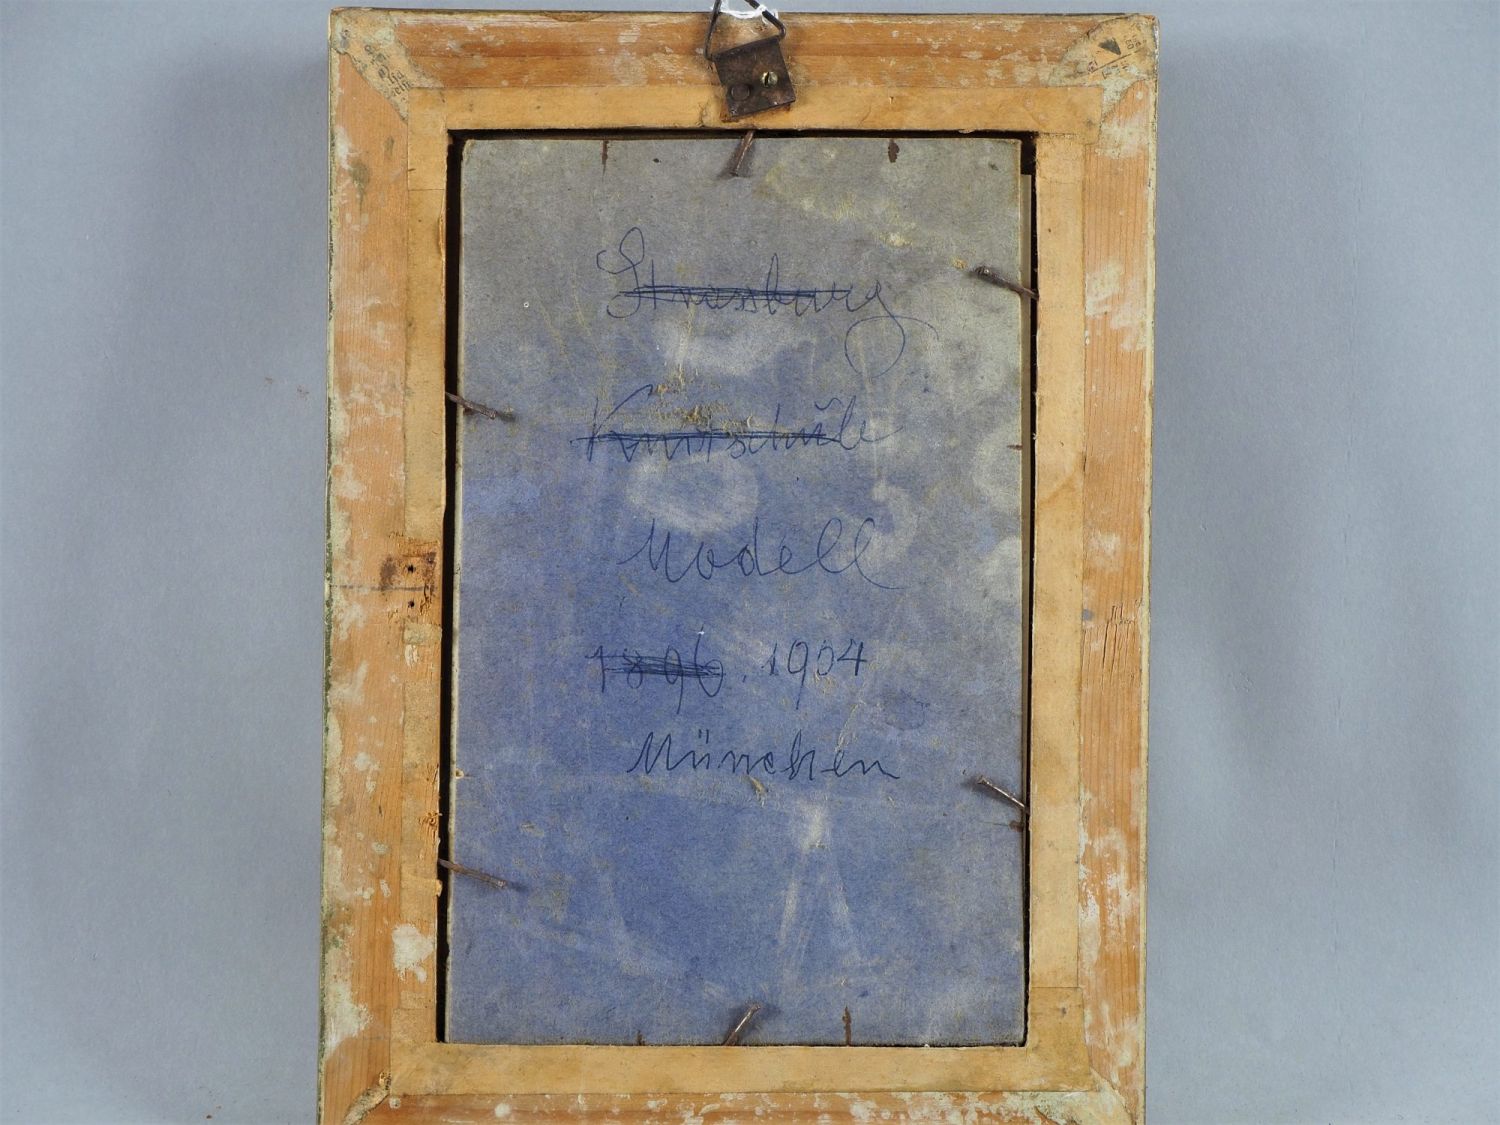 Strassburg
Kunstschule
Modell
1896. 1904
München